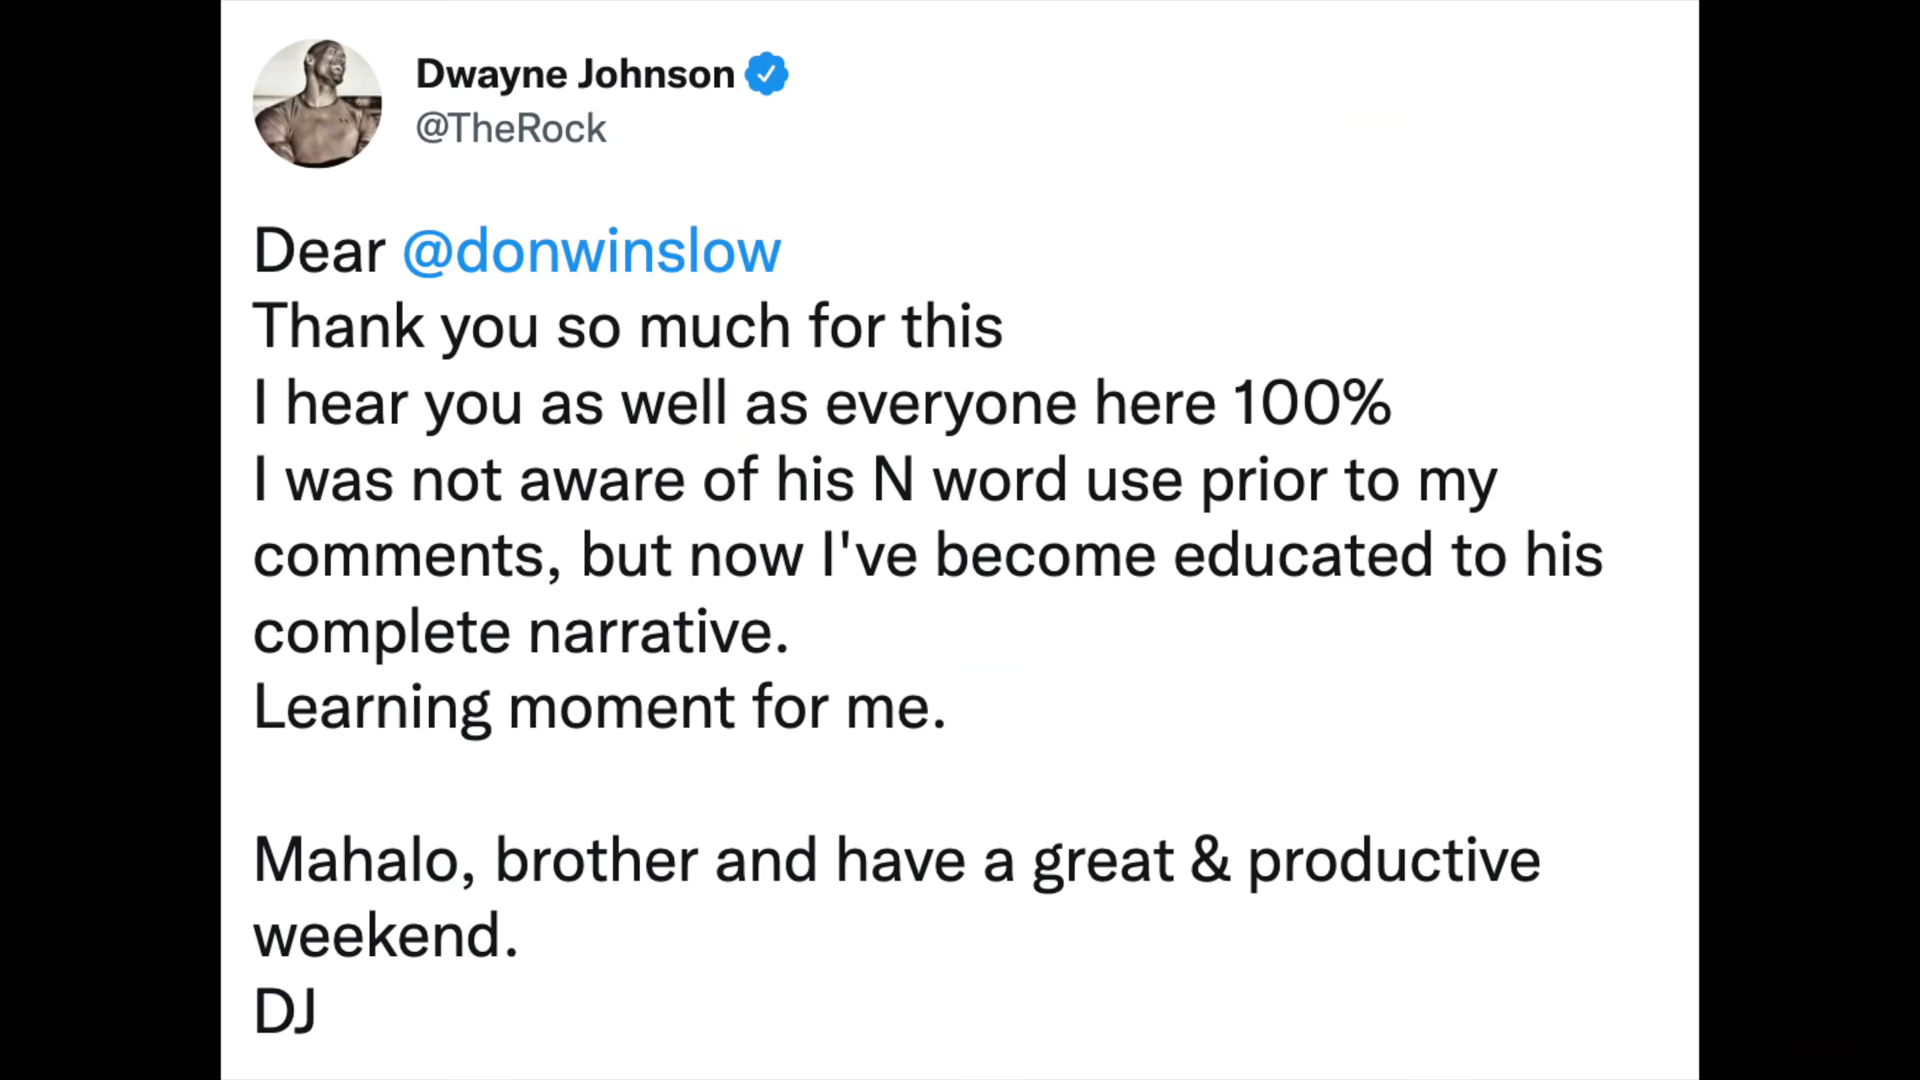 Dwayne Johnson
@TheRock
Dear @donwinslow
Thank you so much for this
I hear you as well as everyone here 100%
I was not aware of his N word use prior to my
comments, but now I've become educated to his
complete narrative.
Learning moment for me.
Mahalo, brother and have a great & productive
weekend.
DJ